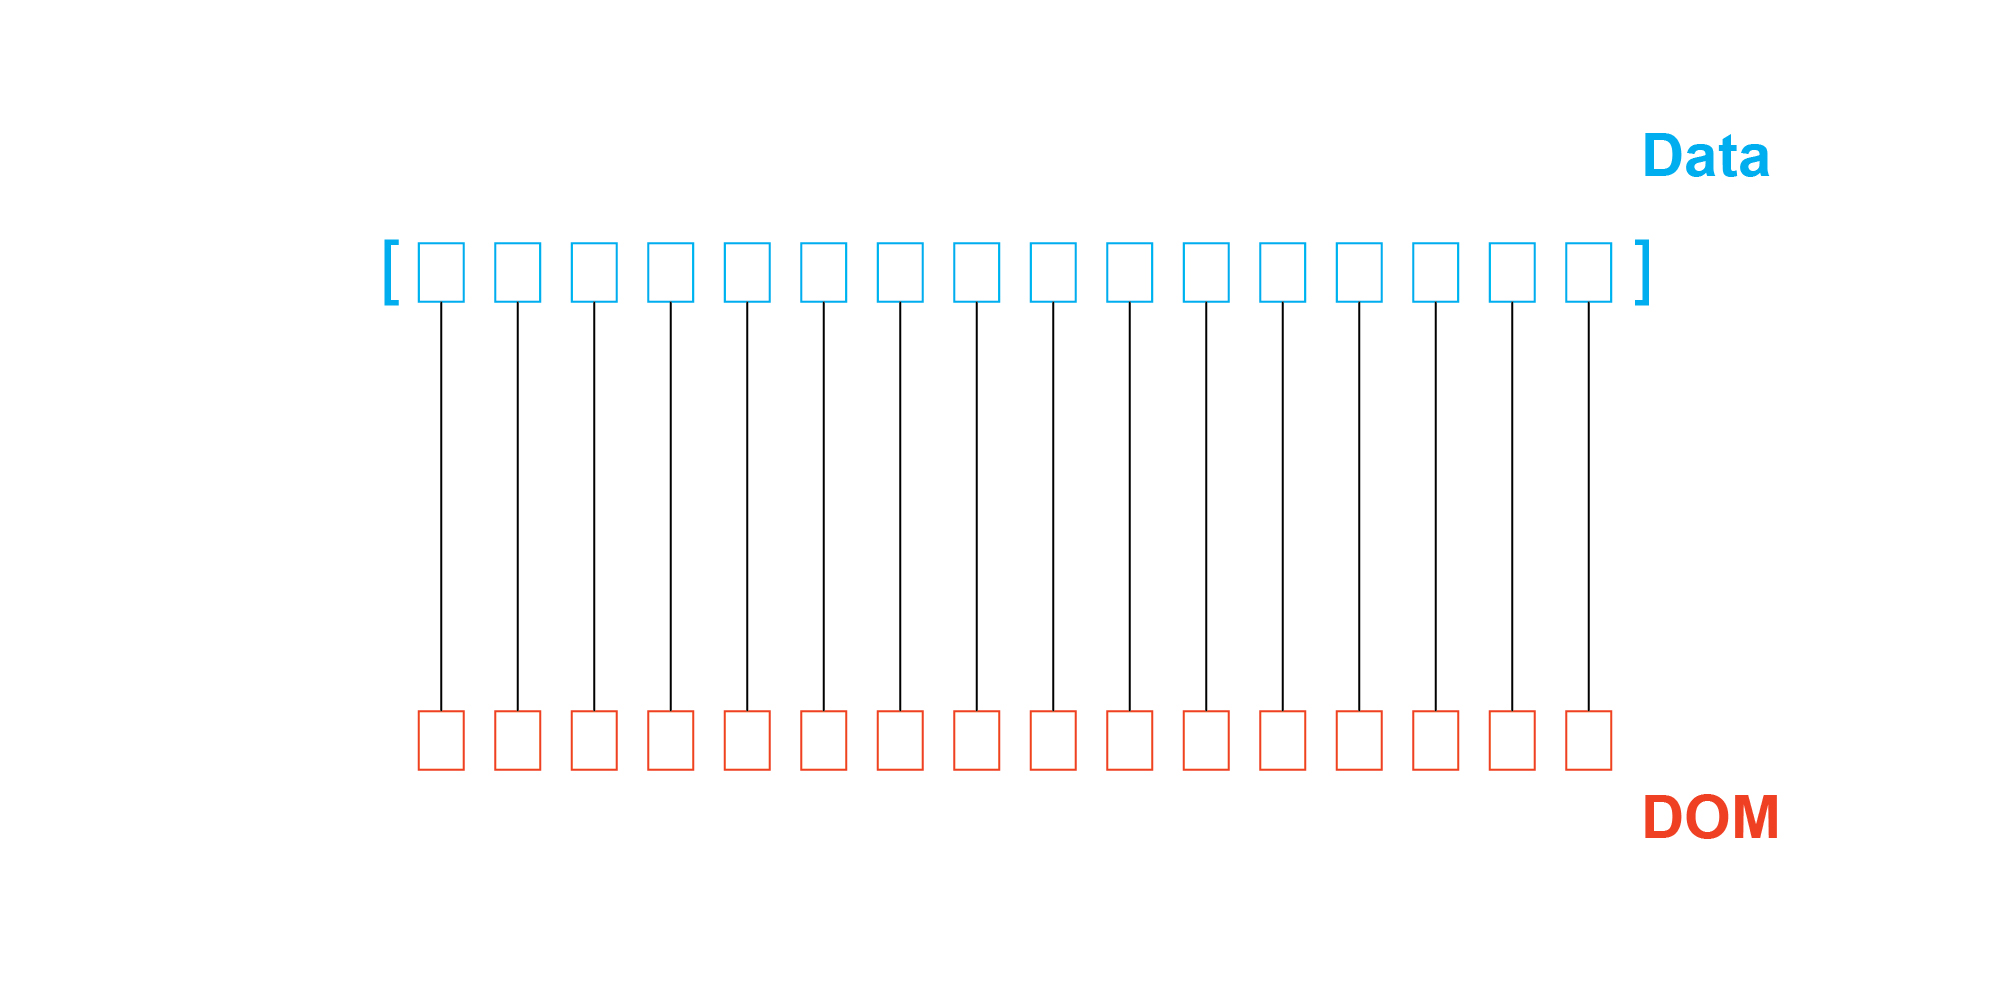 Data
[ ]
DOM